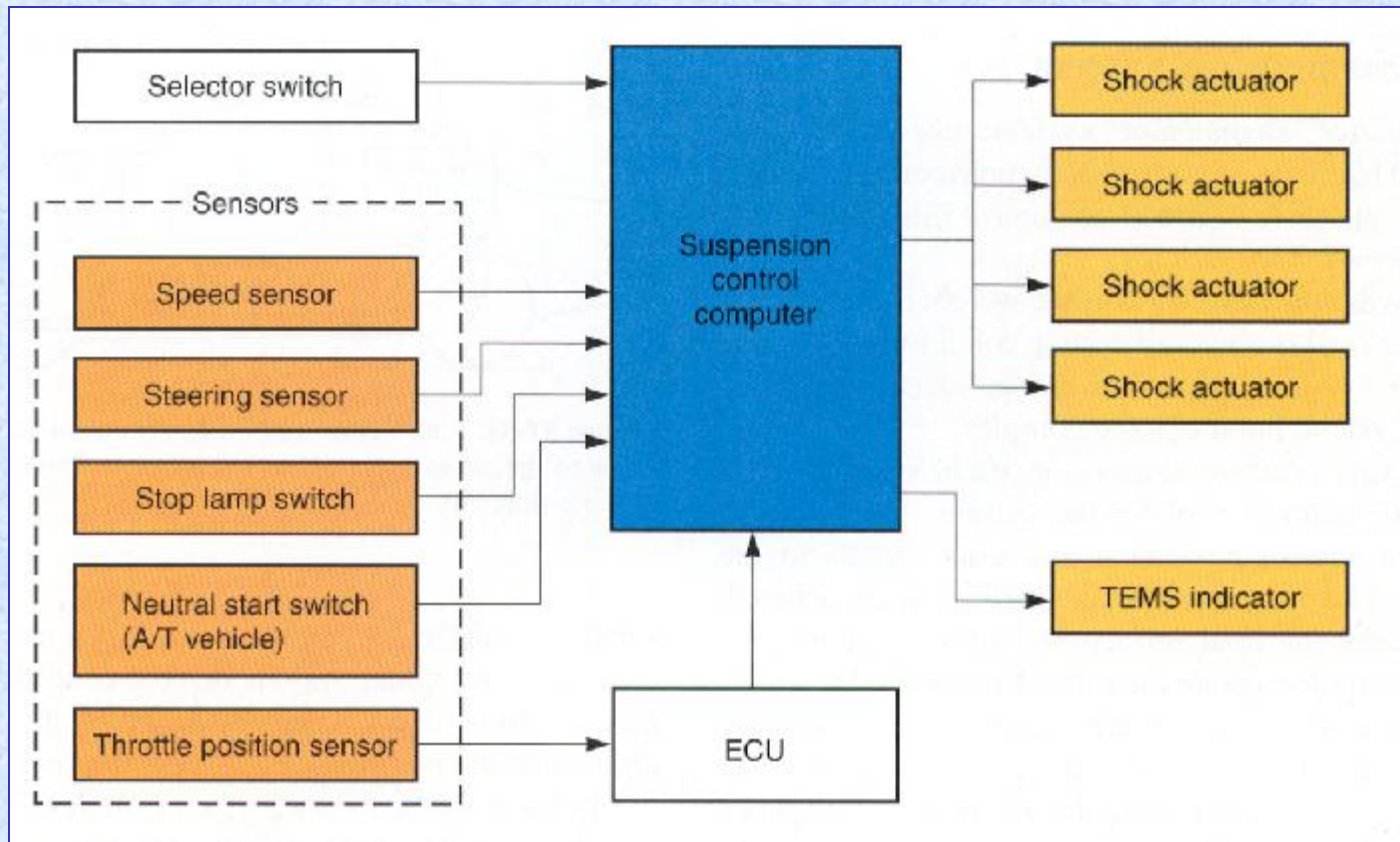 Selector switch
Sensors
Speed sensor
Steering sensor
Stop lamp switch
Neutral start switch
(A/T vehicle)
Throttle position sensor
Suspension
control
computer
ECU
Shock actuator
Shock actuator
Shock actuator
Shock actuator
TEMS indicator